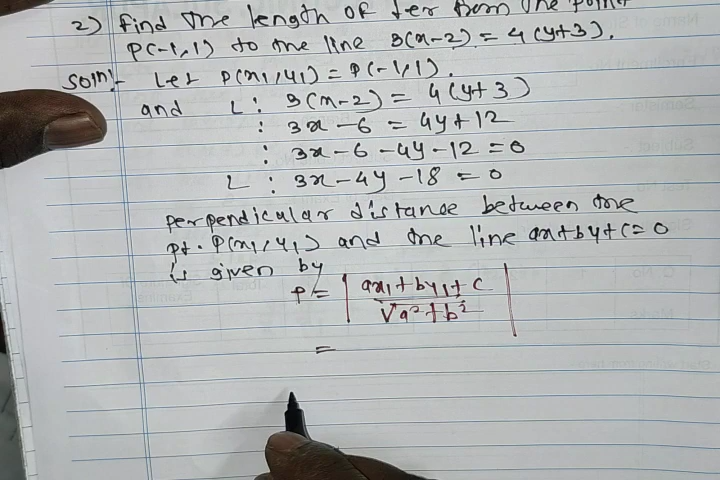 2) find the length of ter from the point
P(-1,1) to the line 3(x-2) = 4(y+3).
Soln:- Let P(x1,y1) = P(-1,1).
and L : 3(x-2) = 4(y+3)
: 3x - 6 = 4y + 12
: 3x - 6 - 4y - 12 = 0
L : 3x - 4y - 18 = 0
perpendicular distance between the
pt. P(x1,y1) and the line ax+by+c=0
is given by
P = | ax1 + by1 + c / √a²+b² |
=